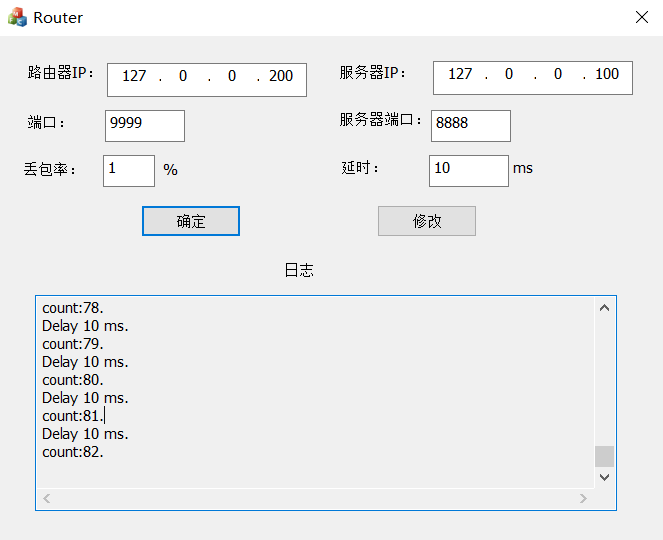 Router
路由器IP： 127 . 0 . 0 . 200 服务器IP： 127 . 0 . 0 . 100
端口： 9999 服务器端口： 8888
丢包率： 1 % 延时： 10 ms
确定 修改
日志
count:78.
Delay 10 ms.
count:79.
Delay 10 ms.
count:80.
Delay 10 ms.
count:81.
Delay 10 ms.
count:82.